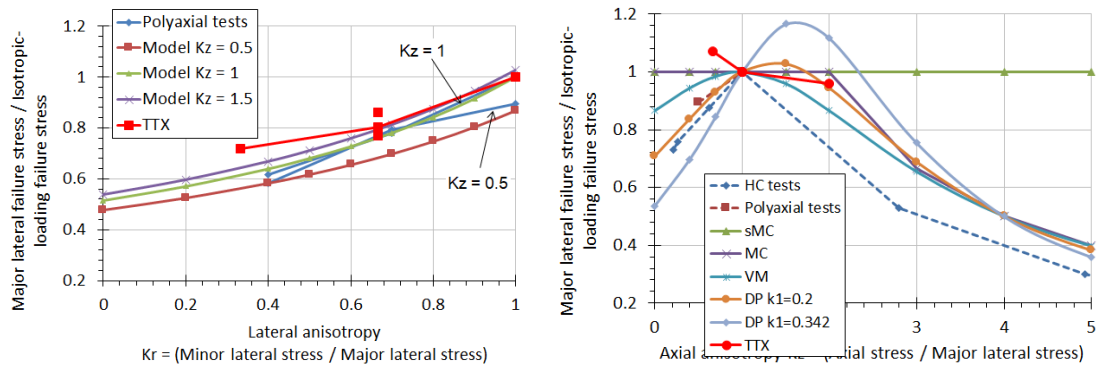 Major lateral failure stress / Isotropic-
loading failure stress
1.2
1.0
0.8
0.6
0.4
0.2
Polyaxial tests
Model Kz = 0.5
Model Kz = 1
Model Kz = 1.5
TTX
Kz = 1
Kz = 0.5
0
0.2
0.4
0.6
0.8
1
Lateral anisotropy
Kr = (Minor lateral stress / Major lateral stress)
Major lateral failure stress / Isotropic-
loading failure stress
1.2
1
0.8
0.6
0.4
0.2
HC tests
Polyaxial tests
sMC
MC
VM
DP k1=0.2
DP k1=0.342
TTX
0
3
4
5
Axial (Axial stress / Major lateral stress)